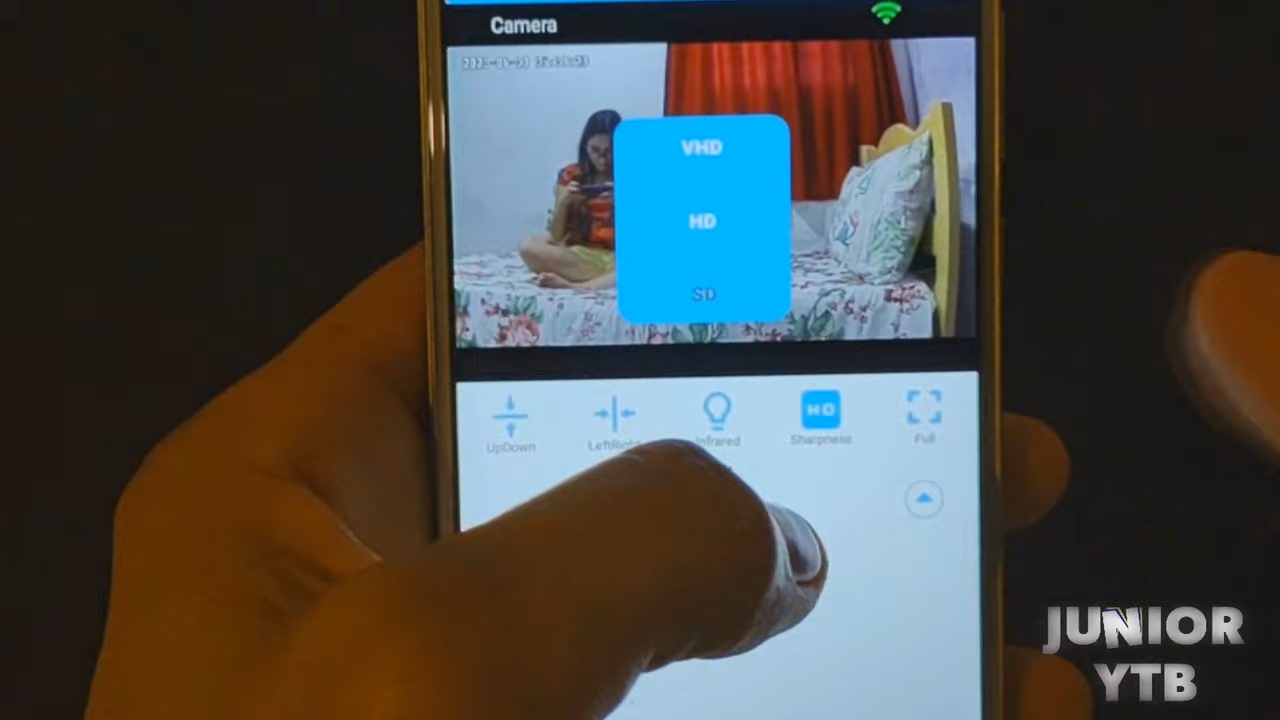 Camera
VHD
HD
SD
UpDown
Infrared
HD
Sharpness
Full
JUNIOR
YTB